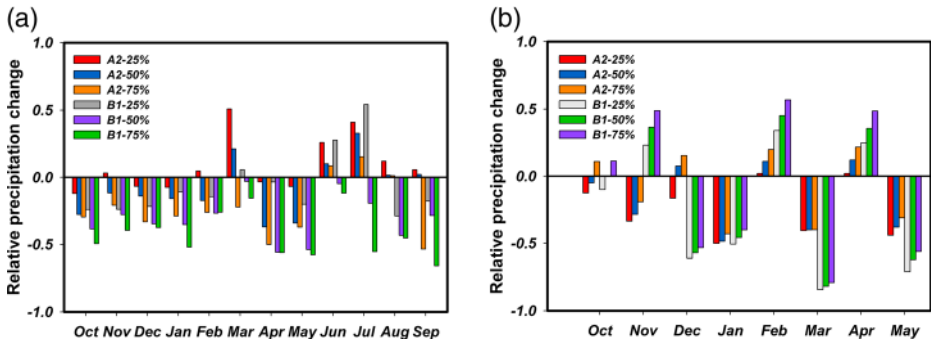 (a)
Relative precipitation change
1.0
0.5
0.0
-0.5
-1.0
A2-25%
A2-50%
A2-75%
B1-25%
B1-50%
B1-75%
Oct Nov Dec Jan Feb Mar Apr May Jun Jul Aug Sep
(b)
Relative precipitation change
1.0
0.5
0.0
-0.5
-1.0
A2-25%
A2-50%
A2-75%
B1-25%
B1-50%
B1-75%
Oct Nov Dec Jan Feb Mar Apr May